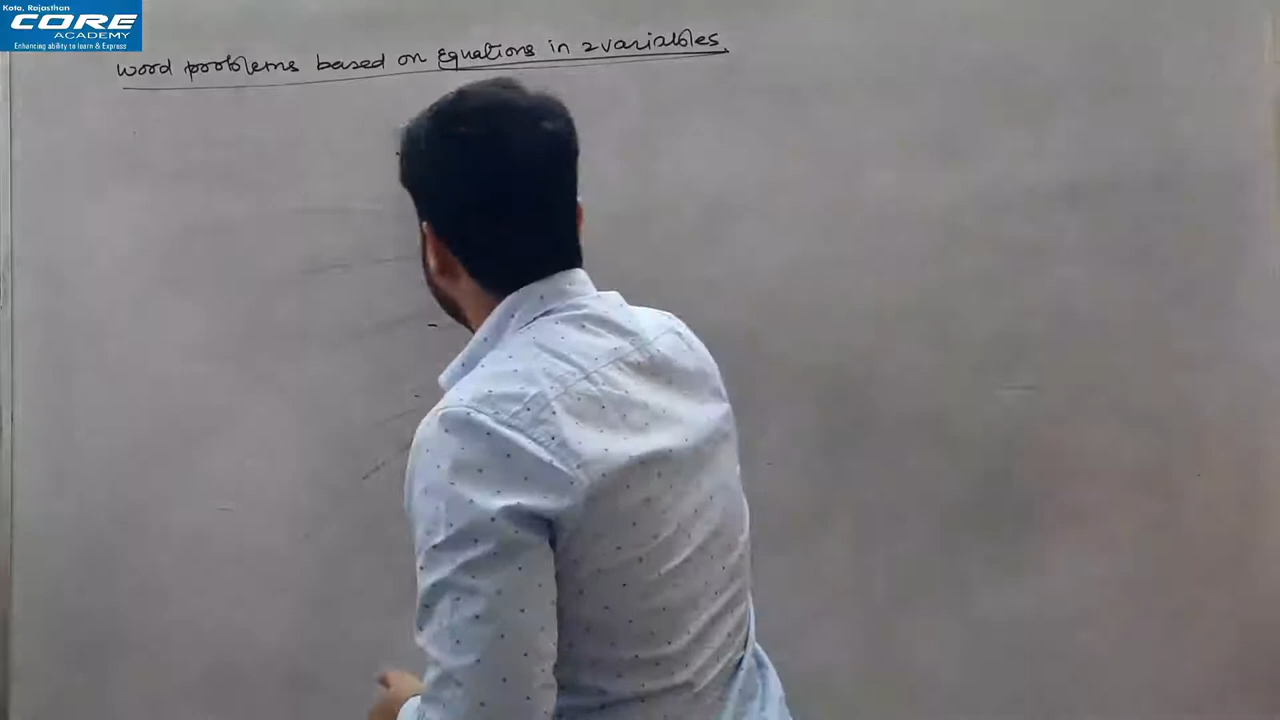 Kota, Rajasthan
CORE
ACADEMY
Enhancing ability to learn & Express
word problems based on Equations in 2 variables.